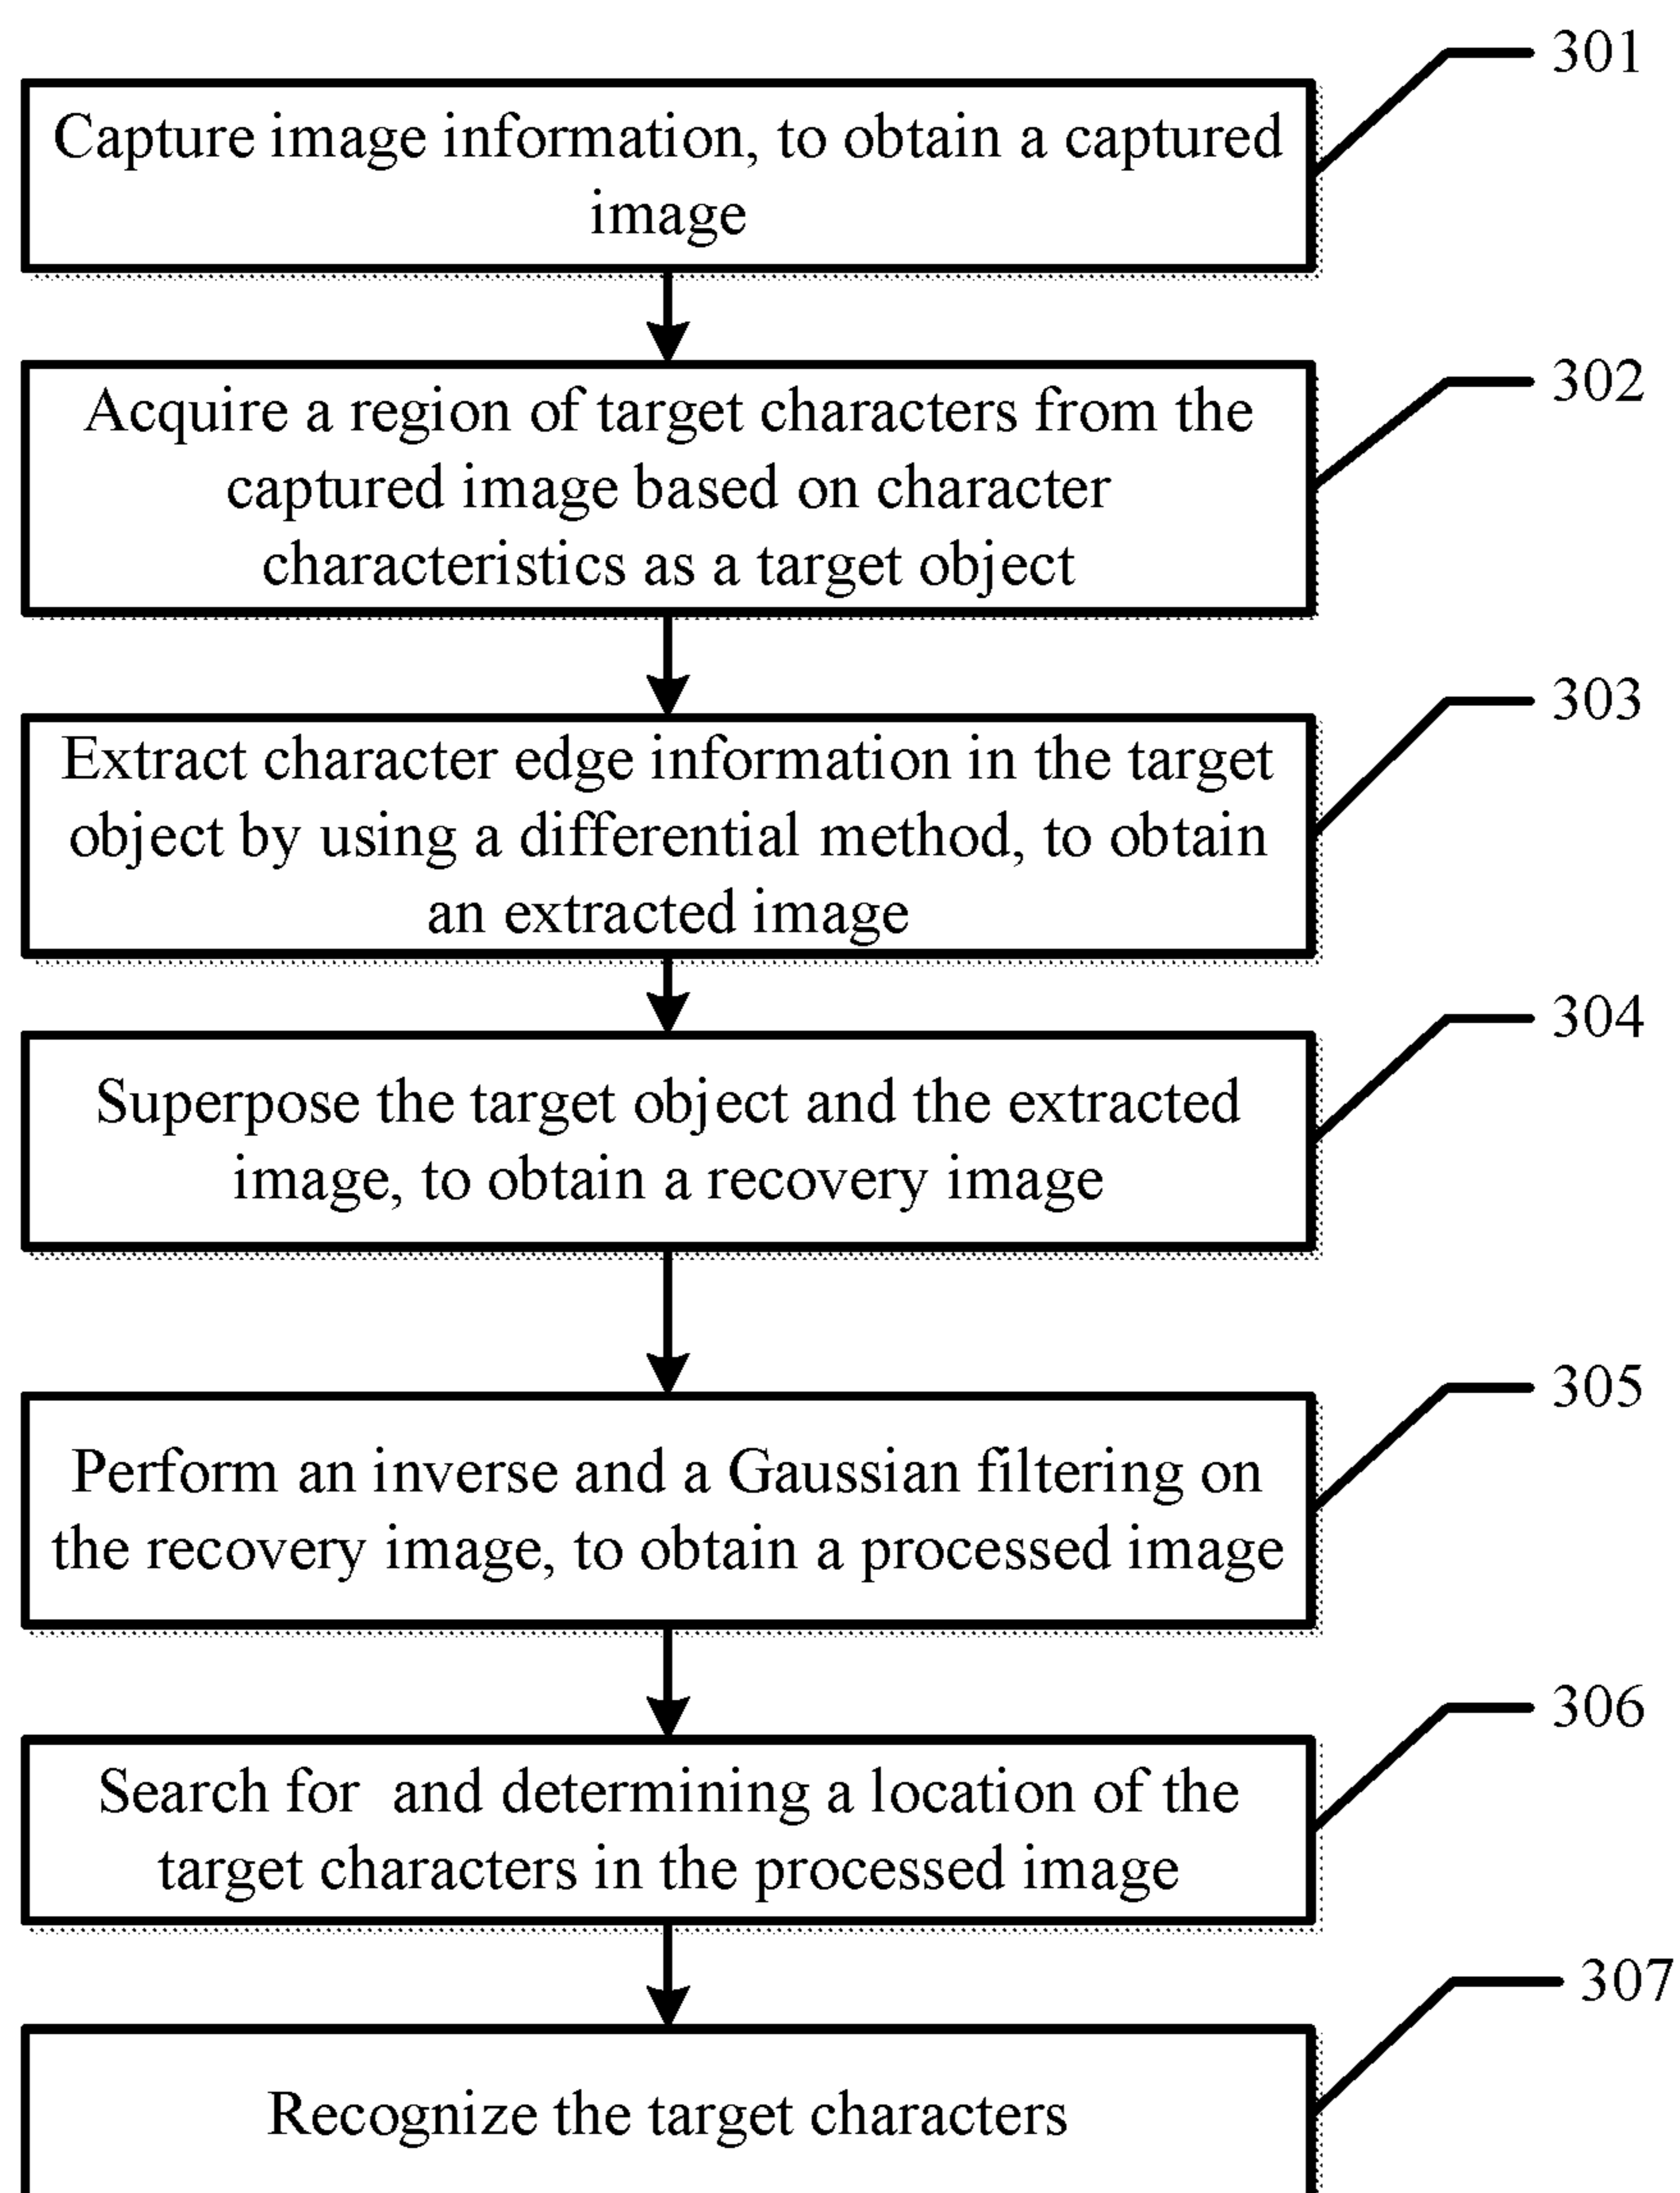 301
Capture image information, to obtain a captured
image
302
Acquire a region of target characters from the
captured image based on character
characteristics as a target object
303
Extract character edge information in the target
object by using a differential method, to obtain
an extracted image
304
Superpose the target object and the extracted
image, to obtain a recovery image
305
Perform an inverse and a Gaussian filtering on
the recovery image, to obtain a processed image
306
Search for and determining a location of the
target characters in the processed image
307
Recognize the target characters